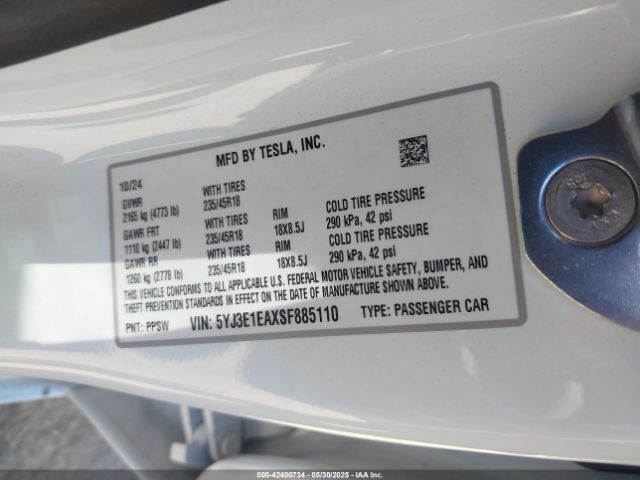 MFD BY TESLA, INC.
10/24
GVWR WITH TIRES
2165 kg (4773 lb) 235/45R18 RIM COLD TIRE PRESSURE
GAWR FRT WITH TIRES 18X8.5J 290 kPa, 42 psi
1110 kg (2447 lb) 235/45R18 RIM COLD TIRE PRESSURE
GAWR RR WITH TIRES 18X8.5J 290 kPa, 42 psi
1260 kg (2778 lb) 235/45R18
THIS VEHICLE CONFORMS TO ALL APPLICABLE U.S. FEDERAL MOTOR VEHICLE SAFETY, BUMPER, AND
THEFT PREVENTION STANDARDS IN EFFECT ON THE DATE OF MANUFACTURE SHOWN ABOVE.
PNT: PPSW VIN: 5YJ3E1EAXSF885110 TYPE: PASSENGER CAR
000-42400734 - 05/30/2025 - IAA Inc.